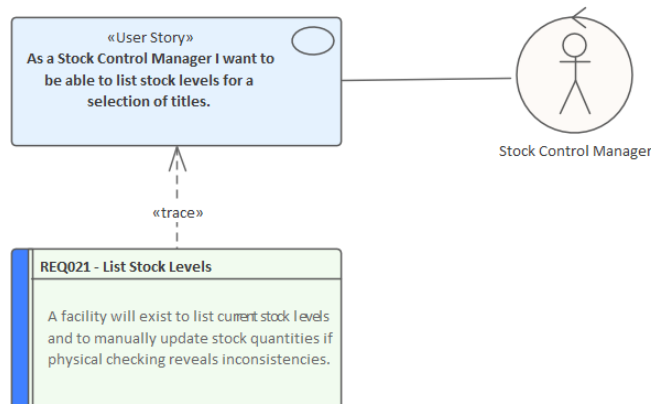 «User Story»
As a Stock Control Manager I want to
be able to list stock levels for a
selection of titles.
Stock Control Manager
«trace»
REQ021 - List Stock Levels
A facility will exist to list current stock levels
and to manually update stock quantities if
physical checking reveals inconsistencies.